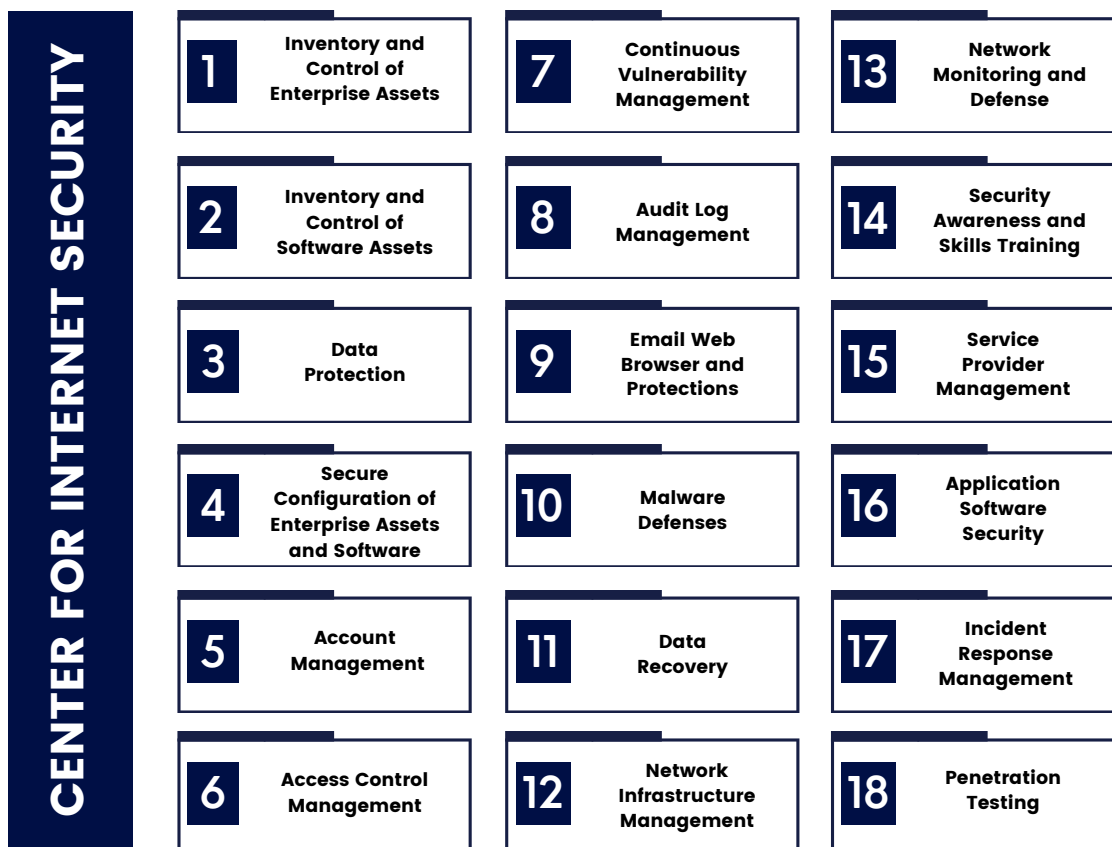 CENTER FOR INTERNET SECURITY
1
Inventory and
Control of
Enterprise Assets
2
Inventory and
Control of
Software Assets
3
Data
Protection
4
Secure
Configuration of
Enterprise Assets
and Software
5
Account
Management
6
Access Control
Management
7
Continuous
Vulnerability
Management
8
Audit Log
Management
9
Email Web
Browser and
Protections
10
Malware
Defenses
11
Data
Recovery
12
Network
Infrastructure
Management
13
Network
Monitoring and
Defense
14
Security
Awareness and
Skills Training
15
Service
Provider
Management
16
Application
Software
Security
17
Incident
Response
Management
18
Penetration
Testing